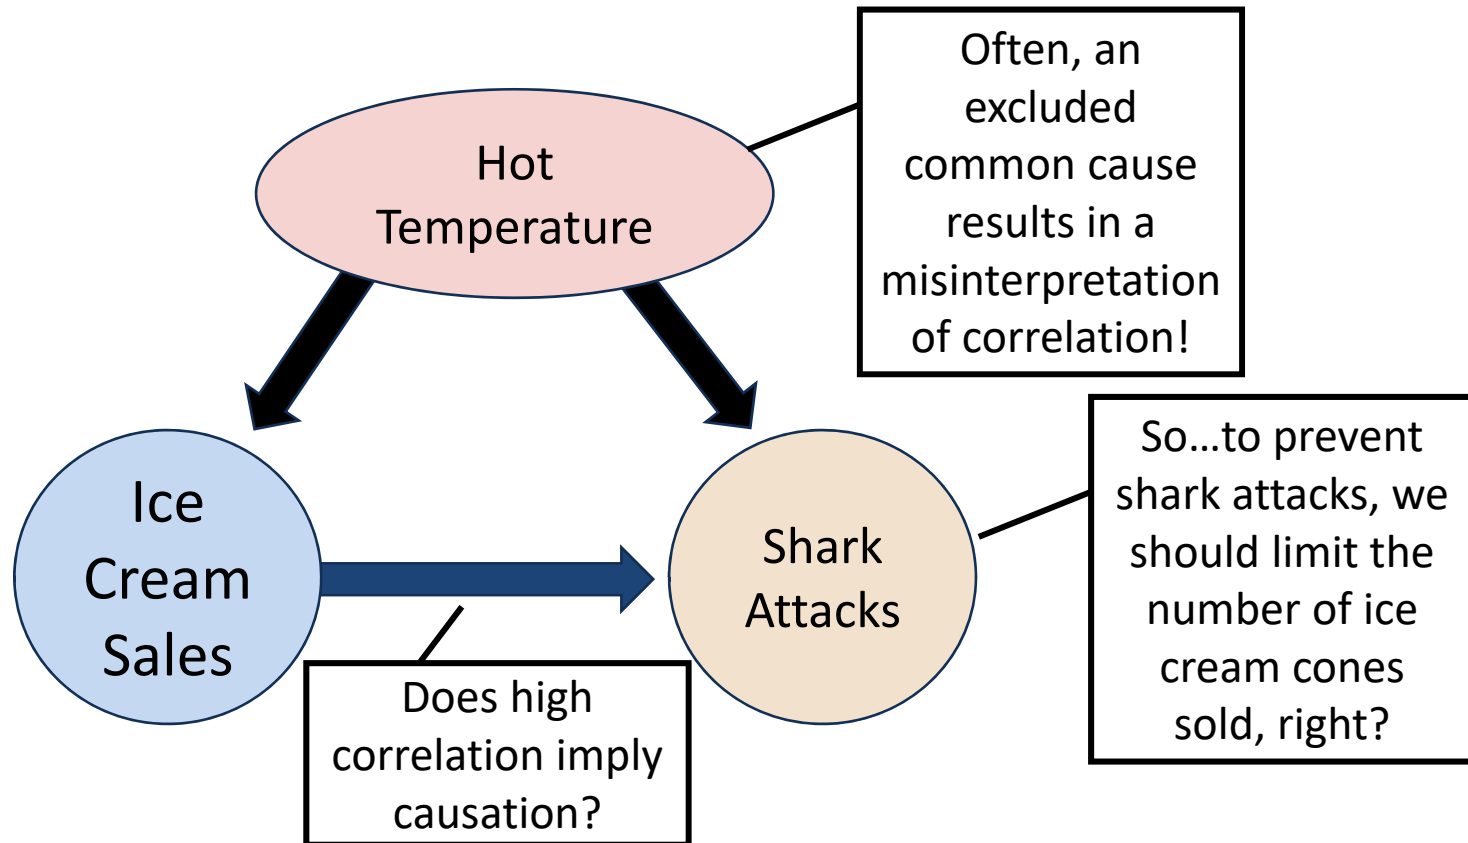 Hot
Temperature
Often, an
excluded
common cause
results in a
misinterpretation
of correlation!
Ice
Cream
Sales
Shark
Attacks
So...to prevent
shark attacks, we
should limit the
number of ice
cream cones
sold, right?
Does high
correlation imply
causation?